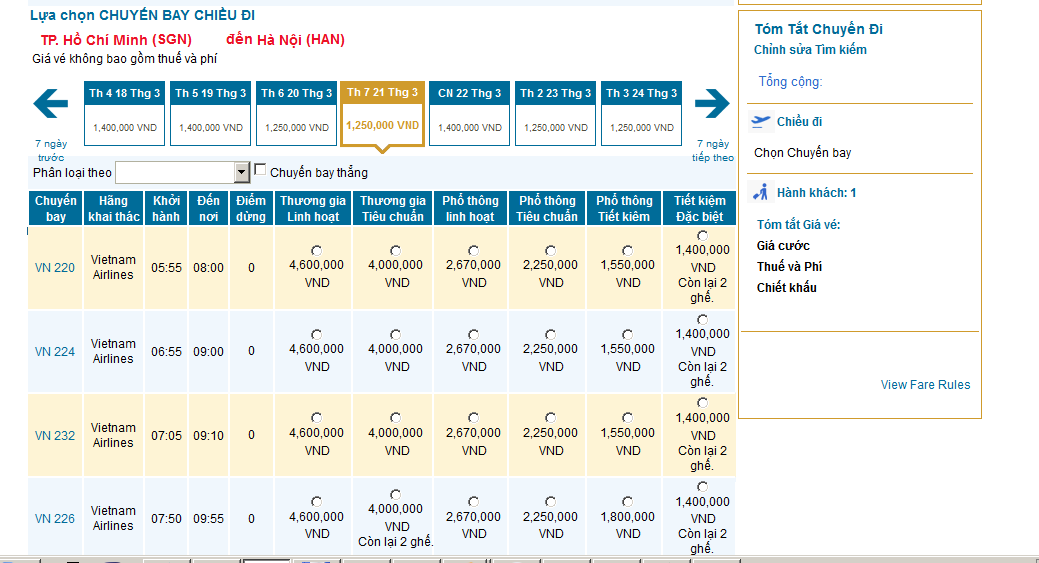 Lựa chọn CHUYẾN BAY CHIỀU ĐI
TP. Hồ Chí Minh (SGN) đến Hà Nội (HAN)
Giá vé không bao gồm thuế và phí
Th 4 18 Thg 3 Th 5 19 Thg 3 Th 6 20 Thg 3 Th 7 21 Thg 3 CN 22 Thg 3 Th 2 23 Thg 3 Th 3 24 Thg 3
1,400,000 VND 1,400,000 VND 1,250,000 VND 1,250,000 VND 1,400,000 VND 1,250,000 VND 1,250,000 VND
7 ngày trước
7 ngày tiếp theo
Phân loại theo Chuyến bay thẳng
Chuyến bay Hãng khai thác Khởi hành Đến nơi Điểm dừng Thương gia Linh hoạt Thương gia Tiêu chuẩn Phổ thông linh hoạt Phổ thông Tiêu chuẩn Phổ thông Tiết kiệm Tiết kiệm Đặc biệt
VN 220 Vietnam Airlines 05:55 08:00 0 4,600,000 VND 4,000,000 VND 2,670,000 VND 2,250,000 VND 1,550,000 VND 1,400,000 VND Còn lại 2 ghế.
VN 224 Vietnam Airlines 06:55 09:00 0 4,600,000 VND 4,000,000 VND 2,670,000 VND 2,250,000 VND 1,550,000 VND 1,400,000 VND Còn lại 2 ghế.
VN 232 Vietnam Airlines 07:05 09:10 0 4,600,000 VND 4,000,000 VND 2,670,000 VND 2,250,000 VND 1,550,000 VND 1,400,000 VND Còn lại 2 ghế.
VN 226 Vietnam Airlines 07:50 09:55 0 4,600,000 VND 4,000,000 VND Còn lại 2 ghế. 2,670,000 VND 2,250,000 VND 1,800,000 VND 1,400,000 VND Còn lại 2 ghế.
Tóm Tắt Chuyến Đi
Chỉnh sửa Tìm kiếm
Tổng cộng:
Chiều đi
Chọn Chuyến bay
Hành khách: 1
Tóm tắt Giá vé:
Giá cước
Thuế và Phí
Chiết khấu
View Fare Rules